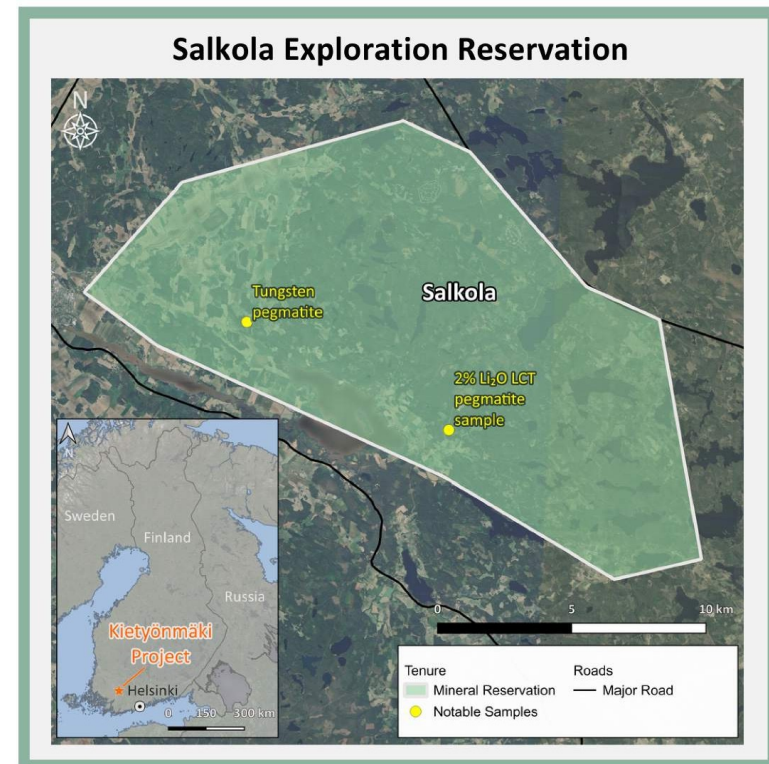 Salkola Exploration Reservation
N
Tungsten
pegmatite
Salkola
2% Li₂O LCT
pegmatite
sample
N
Sweden
Finland
Russia
Kietyönmäki
Project
Helsinki
0 150 300 km
0 5 10 km
Tenure
Mineral Reservation
Notable Samples
Roads
Major Road